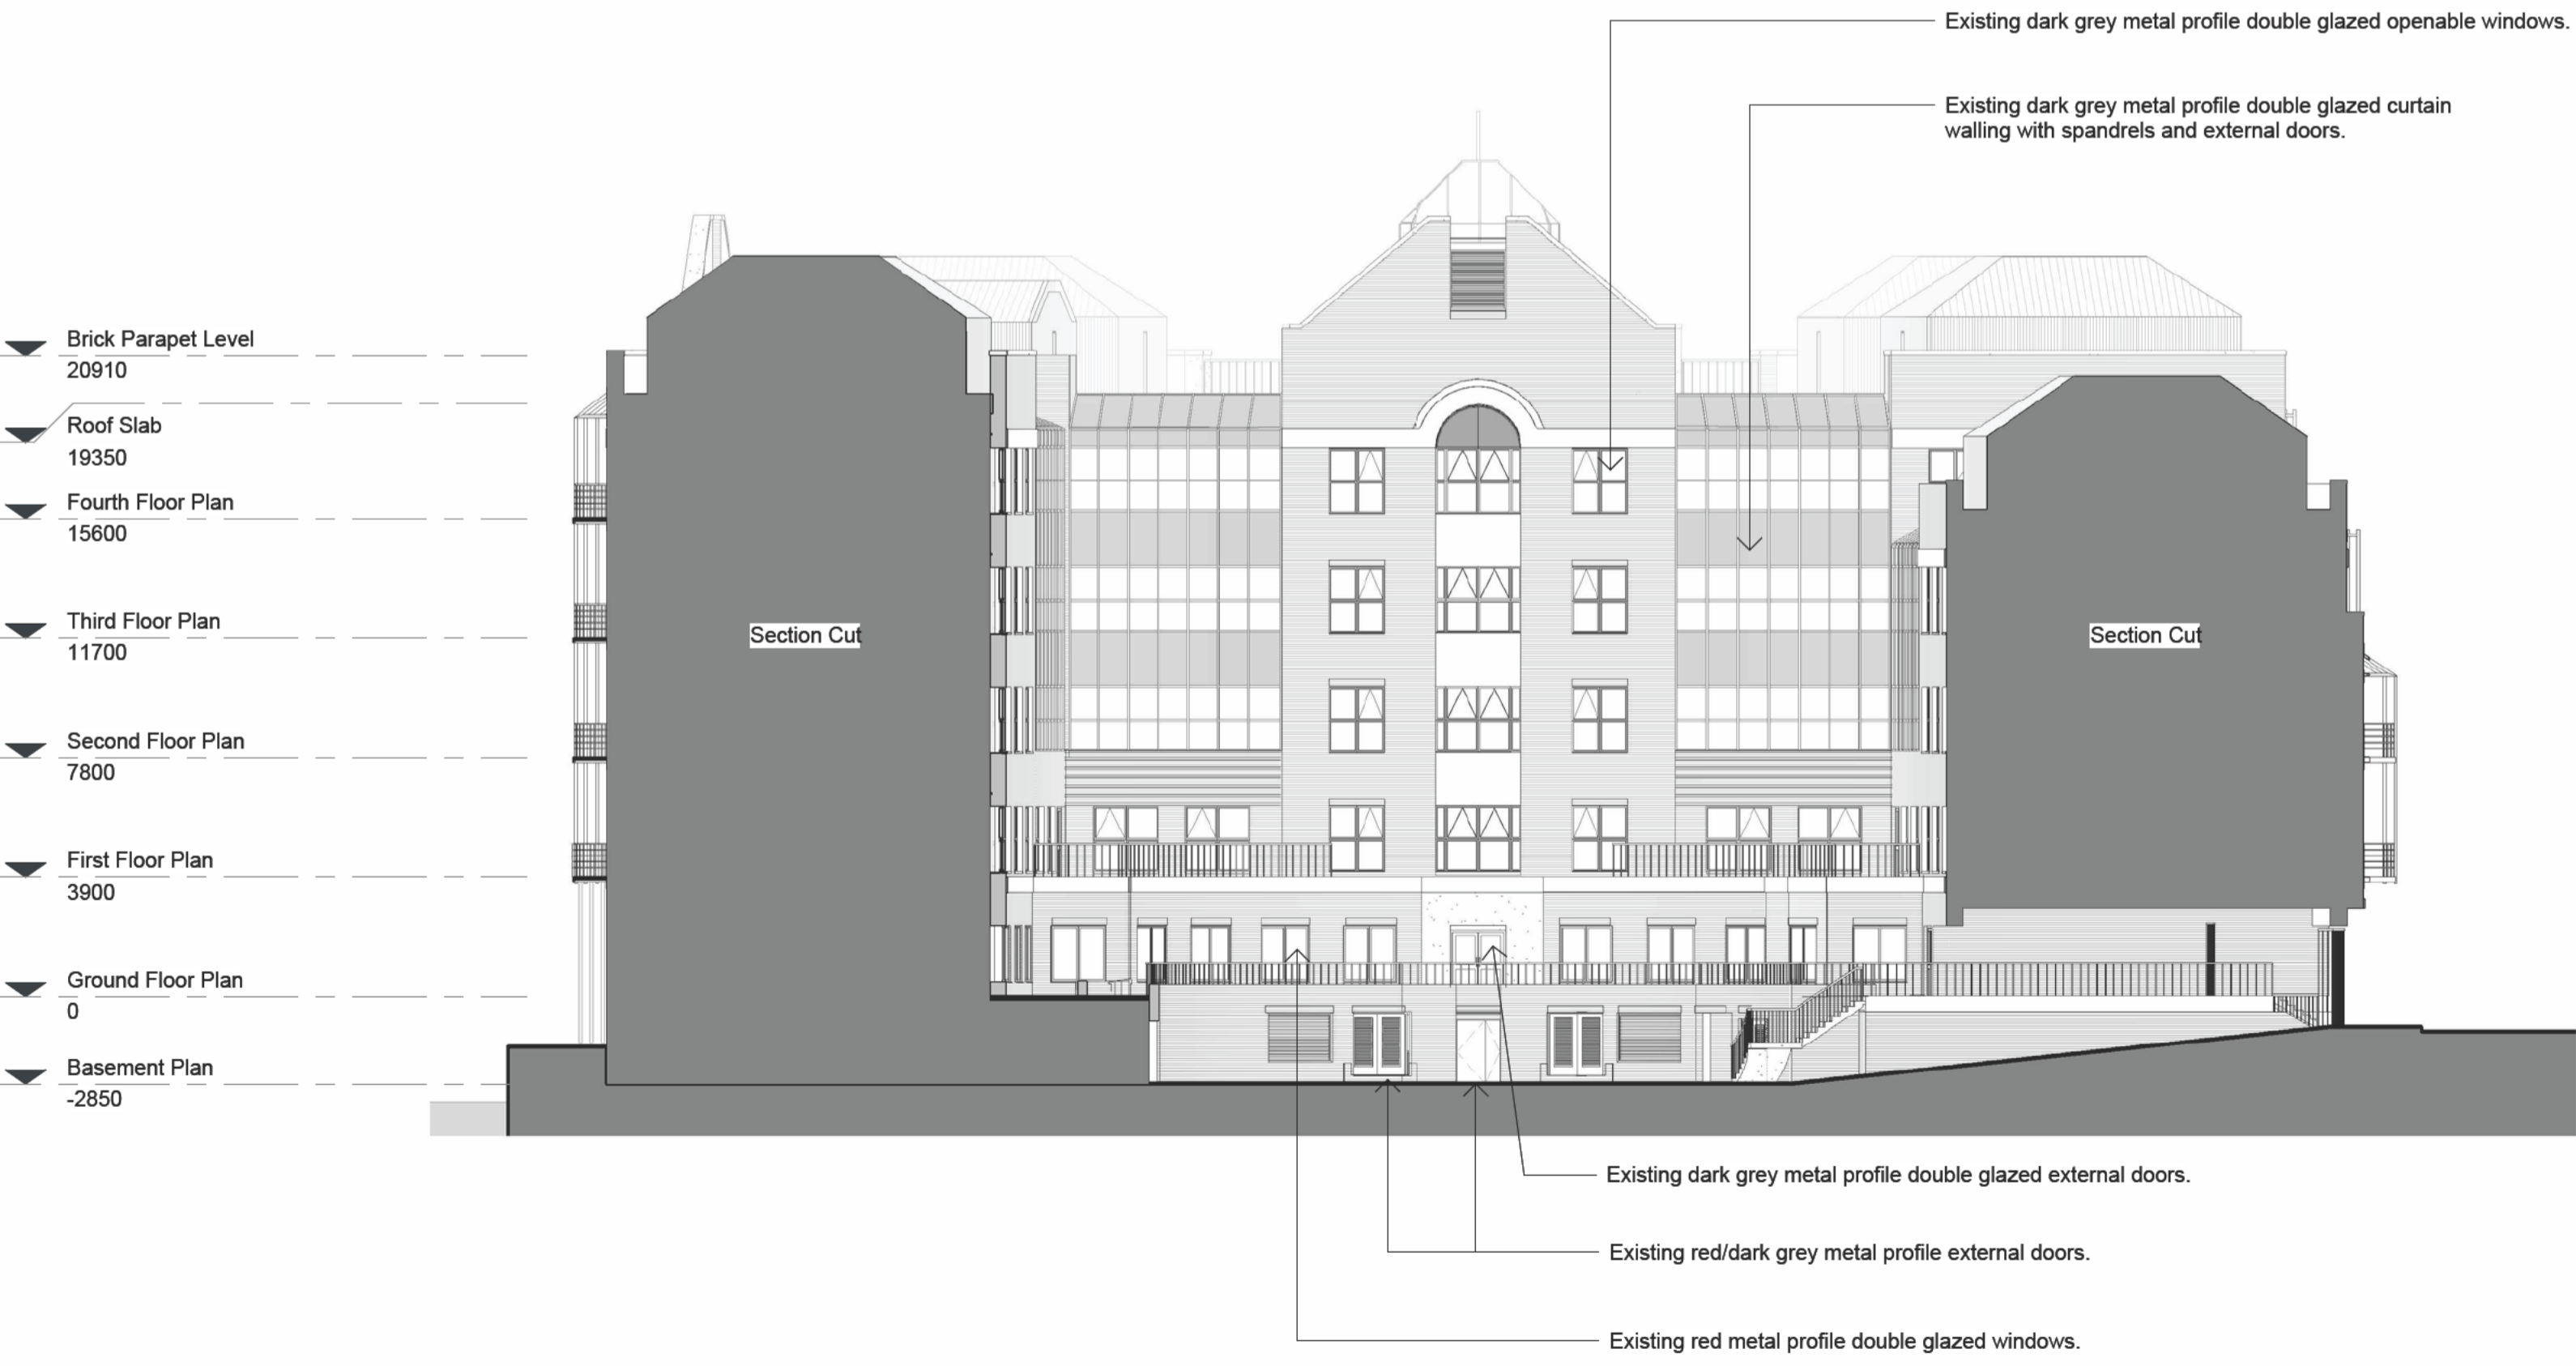 Existing dark grey metal profile double glazed openable windows.
Existing dark grey metal profile double glazed curtain
walling with spandrels and external doors.
Brick Parapet Level
20910
Roof Slab
19350
Fourth Floor Plan
15600
Third Floor Plan
11700
Section Cut
Section Cut
Second Floor Plan
7800
First Floor Plan
3900
Ground Floor Plan
0
Basement Plan
-2850
Existing dark grey metal profile double glazed external doors.
Existing red/dark grey metal profile external doors.
Existing red metal profile double glazed windows.